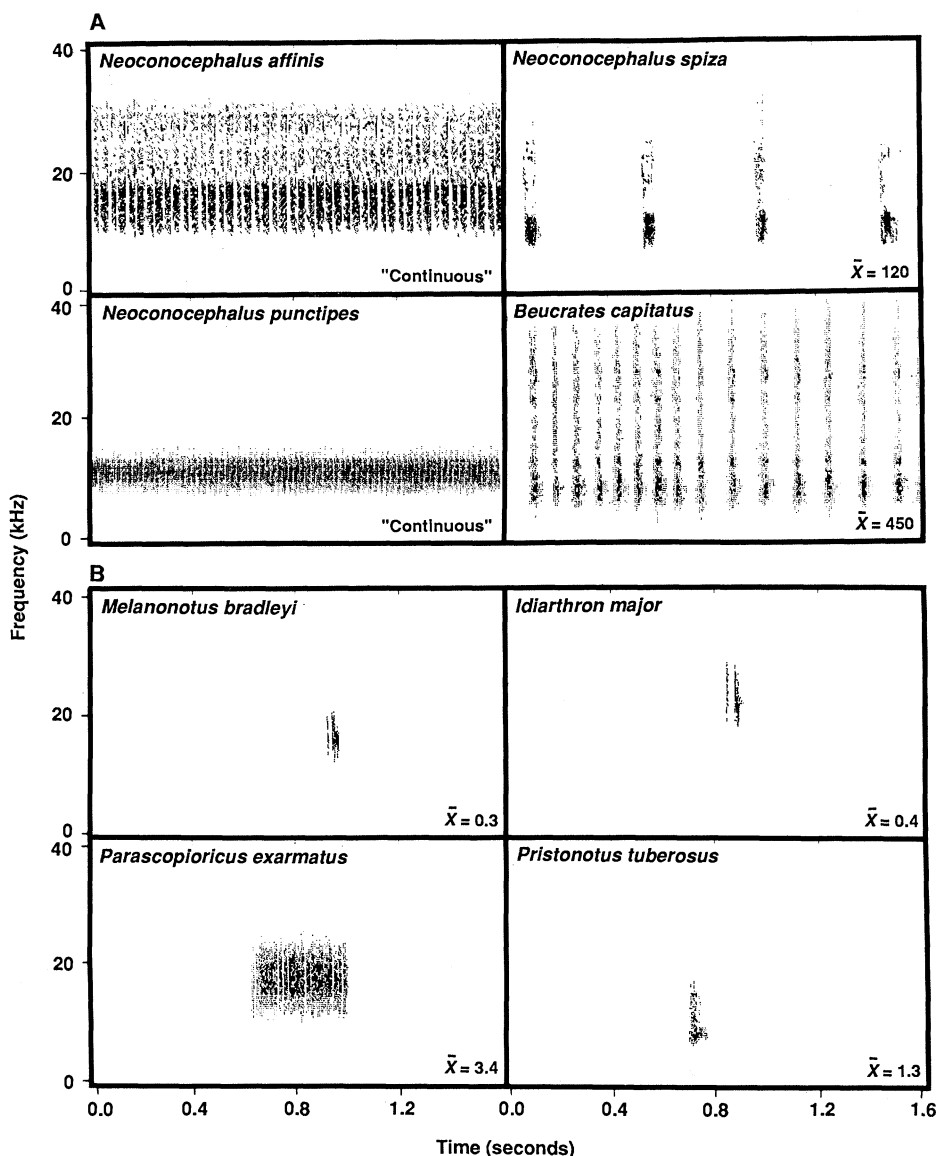 A
40
Neoconocephalus affinis
Neoconocephalus spiza
20
"Continuous"
X̄ = 120
0
40
Neoconocephalus punctipes
Beucrates capitatus
20
"Continuous"
X̄ = 450
0
Frequency (kHz)
B
40
Melanonotus bradleyi
Idiarthron major
20
X̄ = 0.3
X̄ = 0.4
0
40
Parascopioricus exarmatus
Pristonotus tuberosus
20
X̄ = 3.4
X̄ = 1.3
0
0.0 0.4 0.8 1.2 0.0 0.4 0.8 1.2 1.6
Time (seconds)